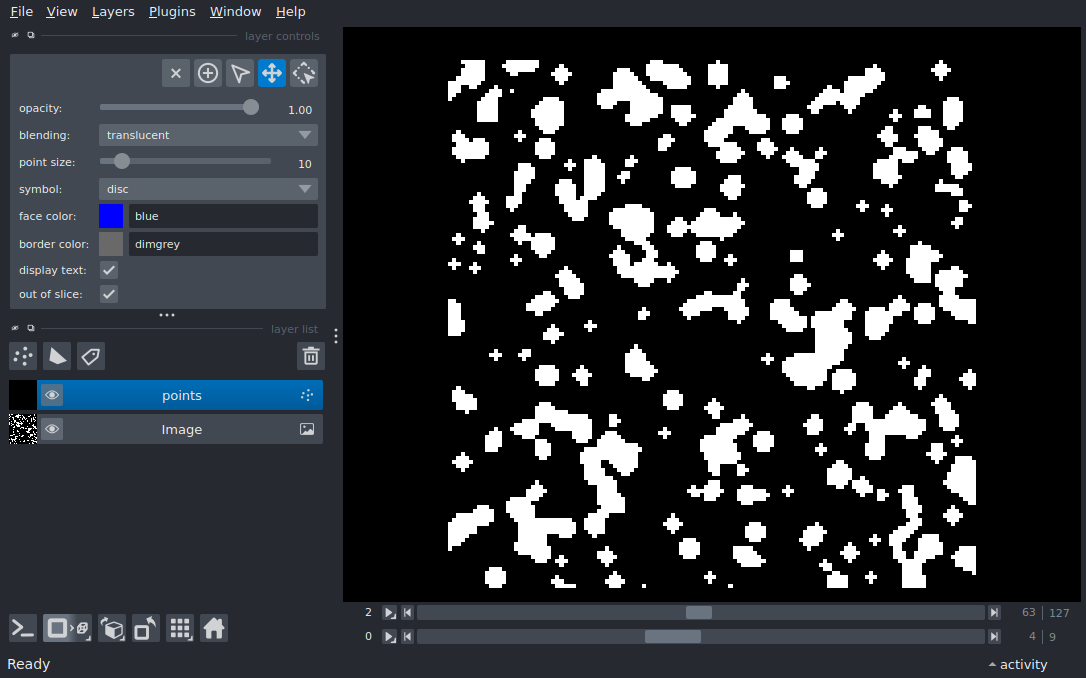 File View Layers Plugins Window Help
layer controls
opacity: 1.00
blending: translucent
point size: 10
symbol: disc
face color: blue
border color: dimgrey
display text:
out of slice:
layer list
points
Image
2 63 127
0 4 9
Ready activity